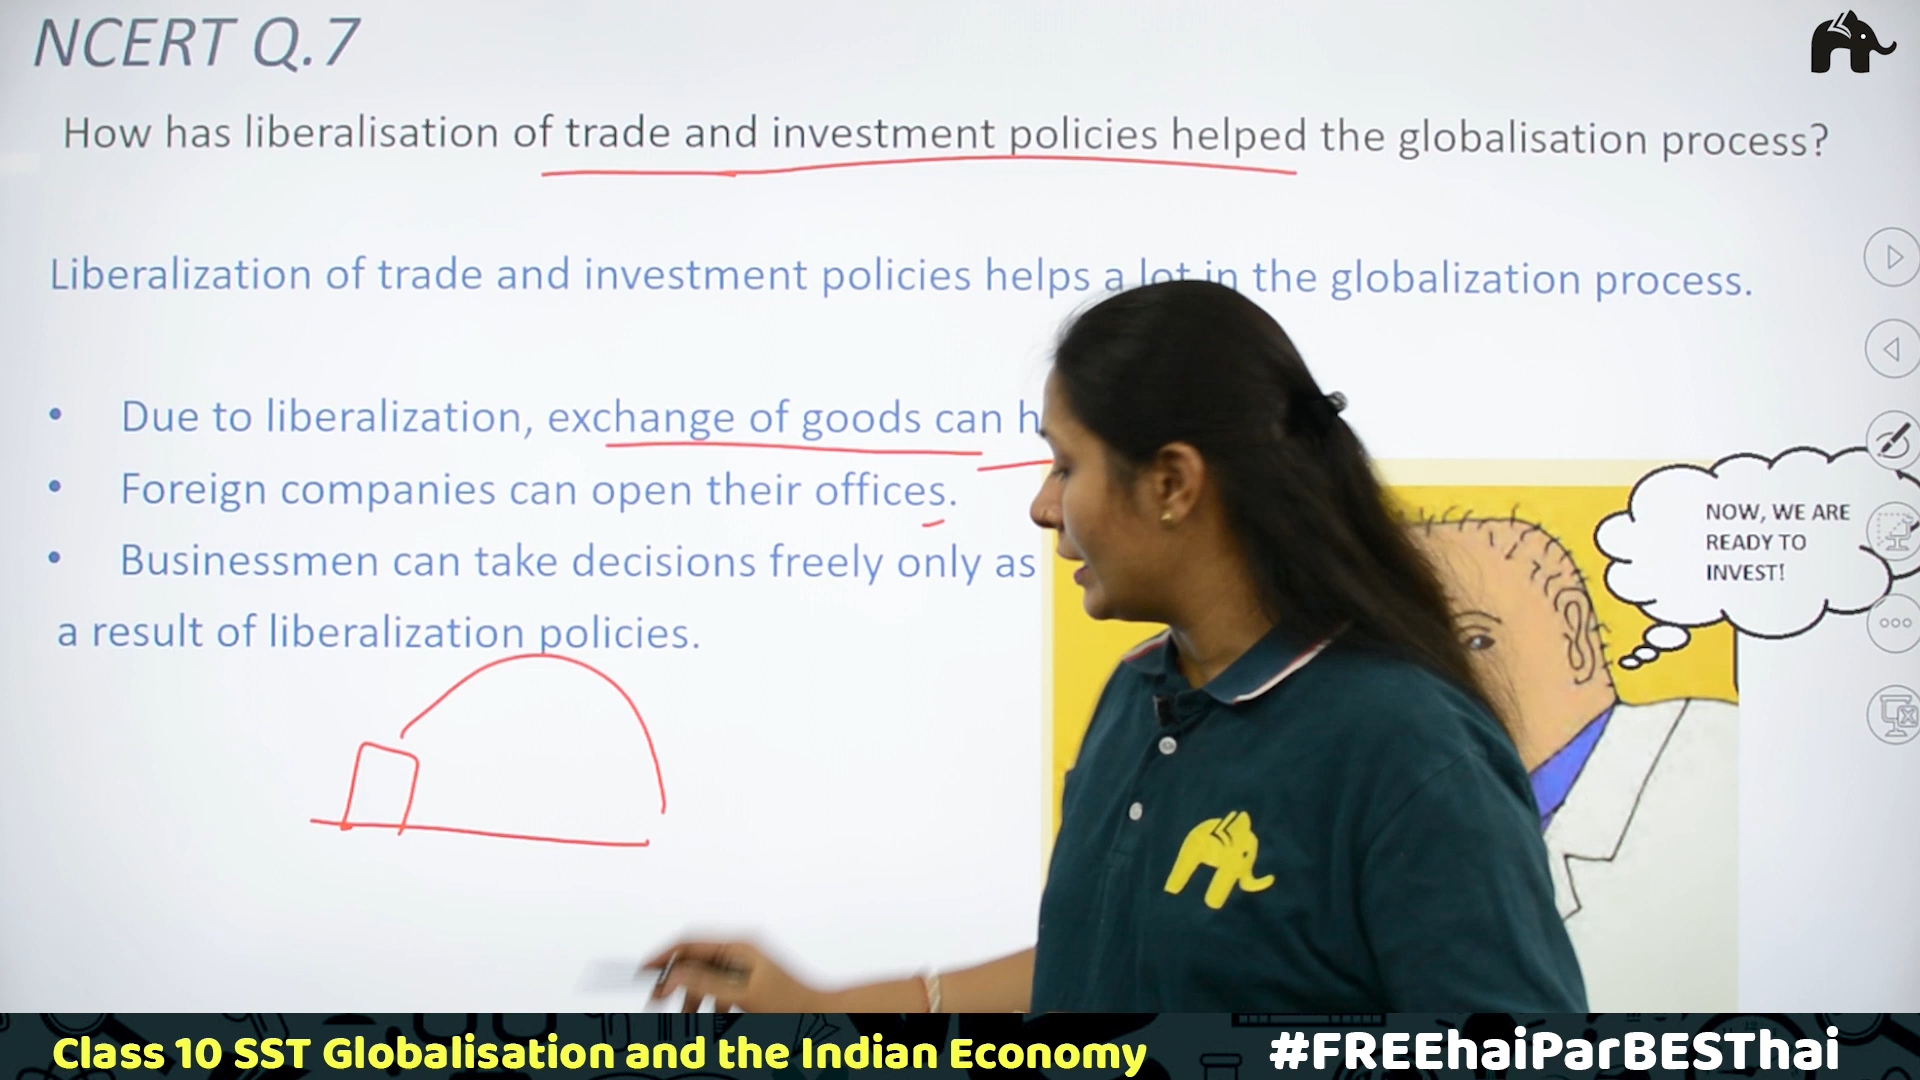 NCERT Q.7
How has liberalisation of trade and investment policies helped the globalisation process?
Liberalization of trade and investment policies helps a lot in the globalization process.
• Due to liberalization, exchange of goods can
• Foreign companies can open their offices.
• Businessmen can take decisions freely only as
a result of liberalization policies.
NOW, WE ARE
READY TO
INVEST!
Class 10 SST Globalisation and the Indian Economy
#FREEhaiParBESThai